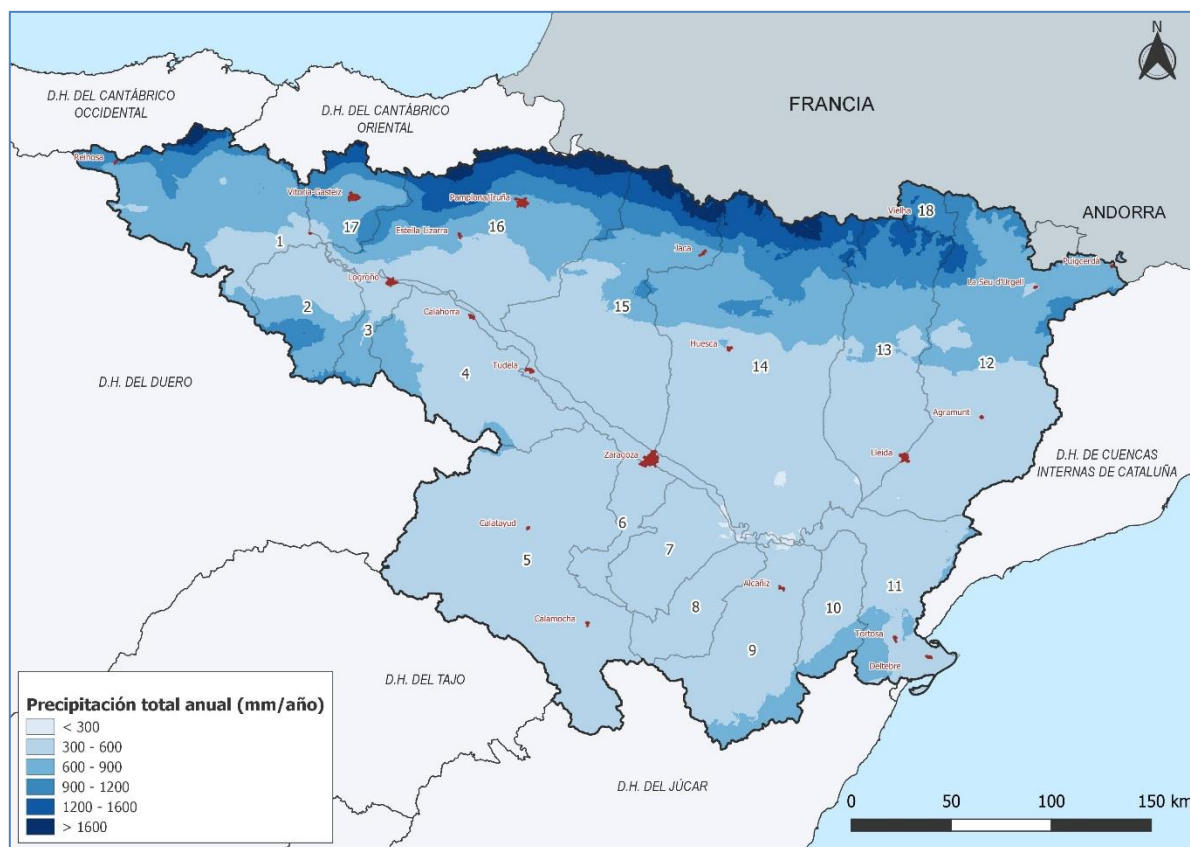 D.H. DEL CANTÁBRICO
OCCIDENTAL
D.H. DEL CANTÁBRICO
ORIENTAL
FRANCIA
ANDORRA
Reinosa
Vitoria-Gasteiz
Pamplona/Iruña
Vielha
18
17
Estella-Lizarra
16
1
Jaca
Puigcerdá
La Seu d'Urgell
Logroño
2
15
3
Calahorra
Huesca
13
14
12
Tudela
4
D.H. DEL DUERO
Agramunt
Zaragoza
Lleida
D.H. DE CUENCAS
INTERNAS DE CATALUÑA
Calatayud
6
7
5
Alcañiz
11
8
10
Calamocha
9
Tortosa
Deltebre
D.H. DEL TAJO
D.H. DEL JÚCAR
Precipitación total anual (mm/año)
< 300
300 - 600
600 - 900
900 - 1200
1200 - 1600
> 1600
0 50 100 150 km